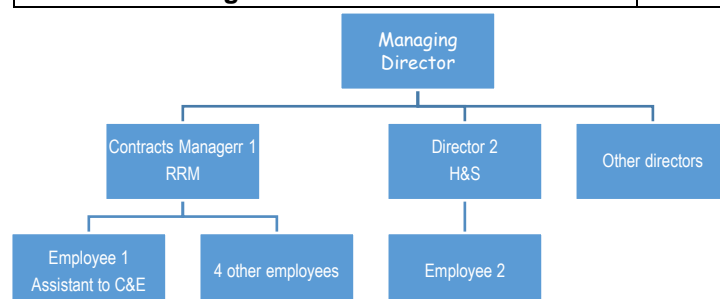 Managing
Director
Contracts Managerr 1
RRM
Director 2
H&S
Other directors
Employee 1
Assistant to C&E
4 other employees
Employee 2